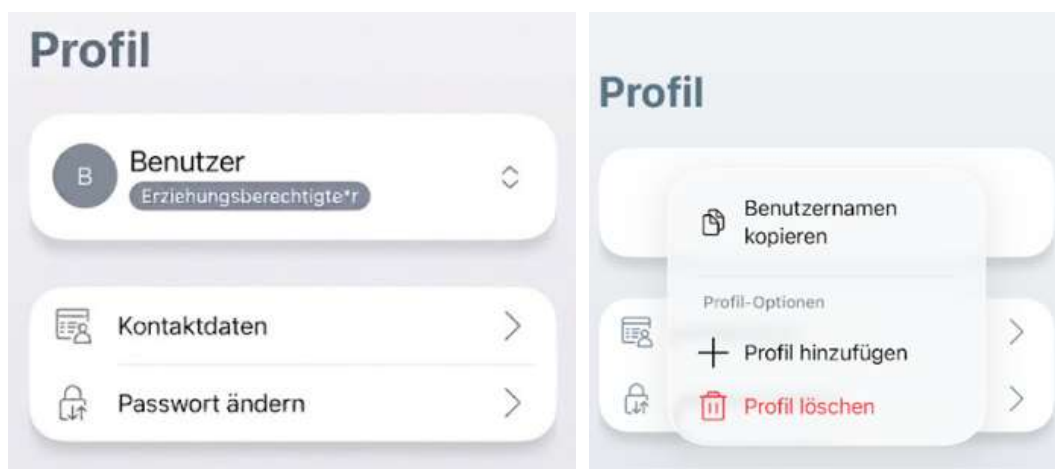 Profil
B
Benutzer
Erziehungsberechtigte*r
Kontaktdaten
Passwort ändern
Profil
Benutzernamen
kopieren
Profil-Optionen
Profil hinzufügen
Profil löschen